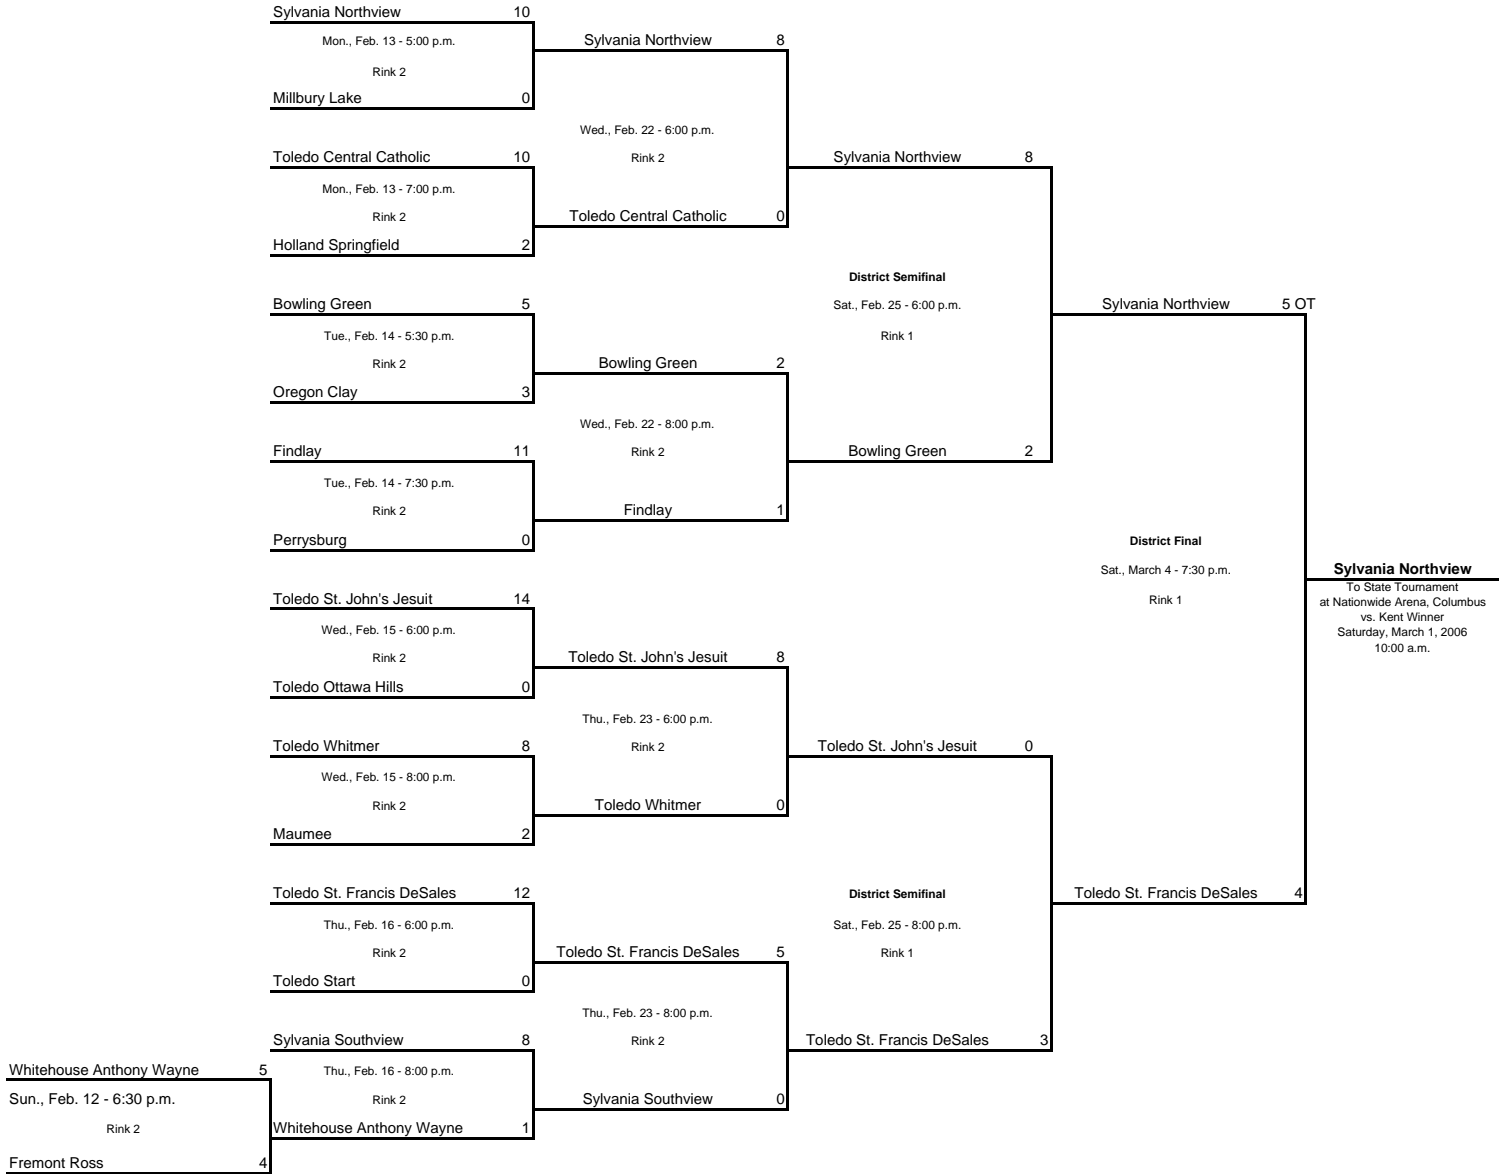 Sylvania Northview 10
Mon., Feb. 13 - 5:00 p.m.
Rink 2
Millbury Lake 0
Toledo Central Catholic 10
Mon., Feb. 13 - 7:00 p.m.
Rink 2
Holland Springfield 2
Bowling Green 5
Tue., Feb. 14 - 5:30 p.m.
Rink 2
Oregon Clay 3
Findlay 11
Tue., Feb. 14 - 7:30 p.m.
Rink 2
Perrysburg 0
Toledo St. John's Jesuit 14
Wed., Feb. 15 - 6:00 p.m.
Rink 2
Toledo Ottawa Hills 0
Toledo Whitmer 8
Wed., Feb. 15 - 8:00 p.m.
Rink 2
Maumee 2
Toledo St. Francis DeSales 12
Thu., Feb. 16 - 6:00 p.m.
Rink 2
Toledo Start 0
Whitehouse Anthony Wayne 5
Sun., Feb. 12 - 6:30 p.m.
Rink 2
Fremont Ross 4
Sylvania Southview 8
Thu., Feb. 16 - 8:00 p.m.
Rink 2
Whitehouse Anthony Wayne 1
Sylvania Northview 8
Wed., Feb. 22 - 6:00 p.m.
Rink 2
Toledo Central Catholic 0
Bowling Green 2
Wed., Feb. 22 - 8:00 p.m.
Rink 2
Findlay 1
Toledo St. John's Jesuit 8
Thu., Feb. 23 - 6:00 p.m.
Rink 2
Toledo Whitmer 0
Toledo St. Francis DeSales 5
Thu., Feb. 23 - 8:00 p.m.
Rink 2
Sylvania Southview 0
Sylvania Northview 8
District Semifinal
Sat., Feb. 25 - 6:00 p.m.
Rink 1
Bowling Green 2
Toledo St. John's Jesuit 0
District Semifinal
Sat., Feb. 25 - 8:00 p.m.
Rink 1
Toledo St. Francis DeSales 3
Sylvania Northview 5 OT
District Final
Sat., March 4 - 7:30 p.m.
Rink 1
Toledo St. Francis DeSales 4
Sylvania Northview
To State Tournament
at Nationwide Arena, Columbus
vs. Kent Winner
Saturday, March 1, 2006
10:00 a.m.